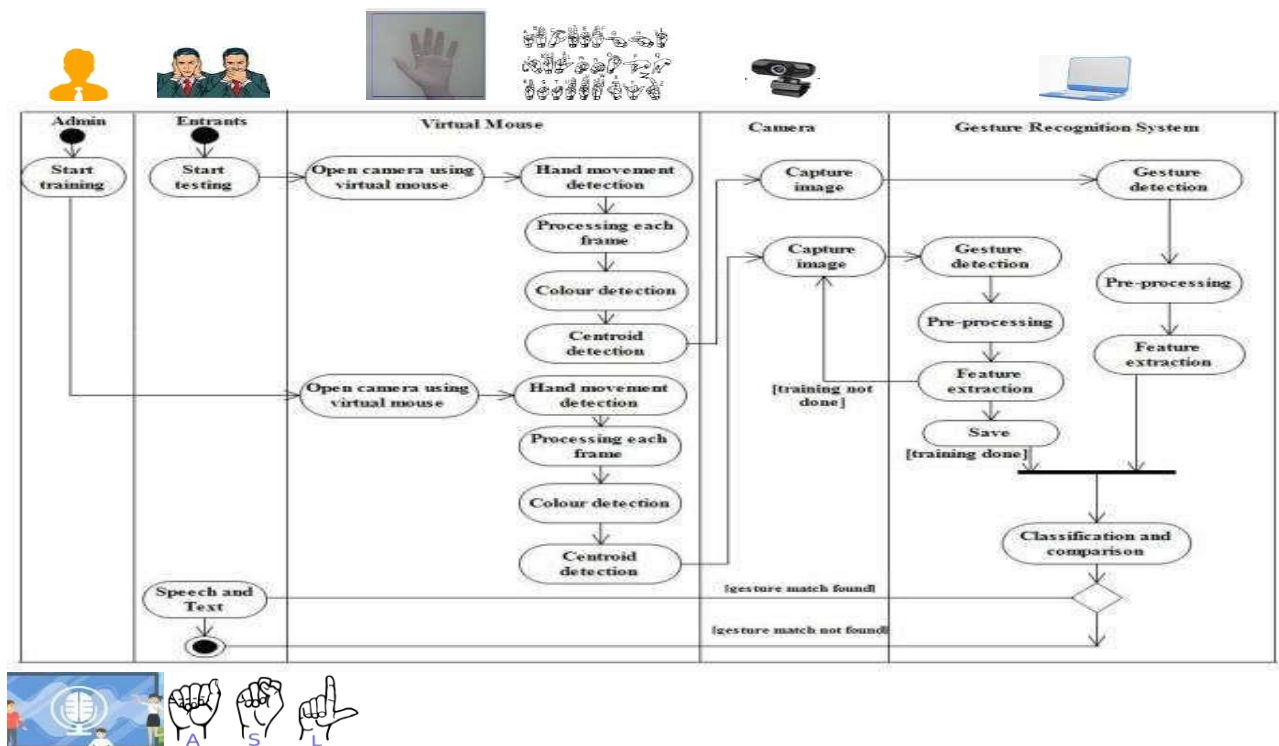 Admin
Entrants
Virtual Mouse
Camera
Gesture Recognition System
Start
training
Start
testing
Open camera using
virtual mouse
Hand movement
detection
Processing each
frame
Colour detection
Centroid
detection
Capture
image
Gesture
detection
Pre-processing
Feature
extraction
Open camera using
virtual mouse
Hand movement
detection
Processing each
frame
Colour detection
Centroid
detection
Capture
image
Gesture
detection
Pre-processing
Feature
extraction
[training not
done]
Save
[training done]
Classification and
comparison
[gesture match found]
Speech and
Text
[gesture match not found]
A S L